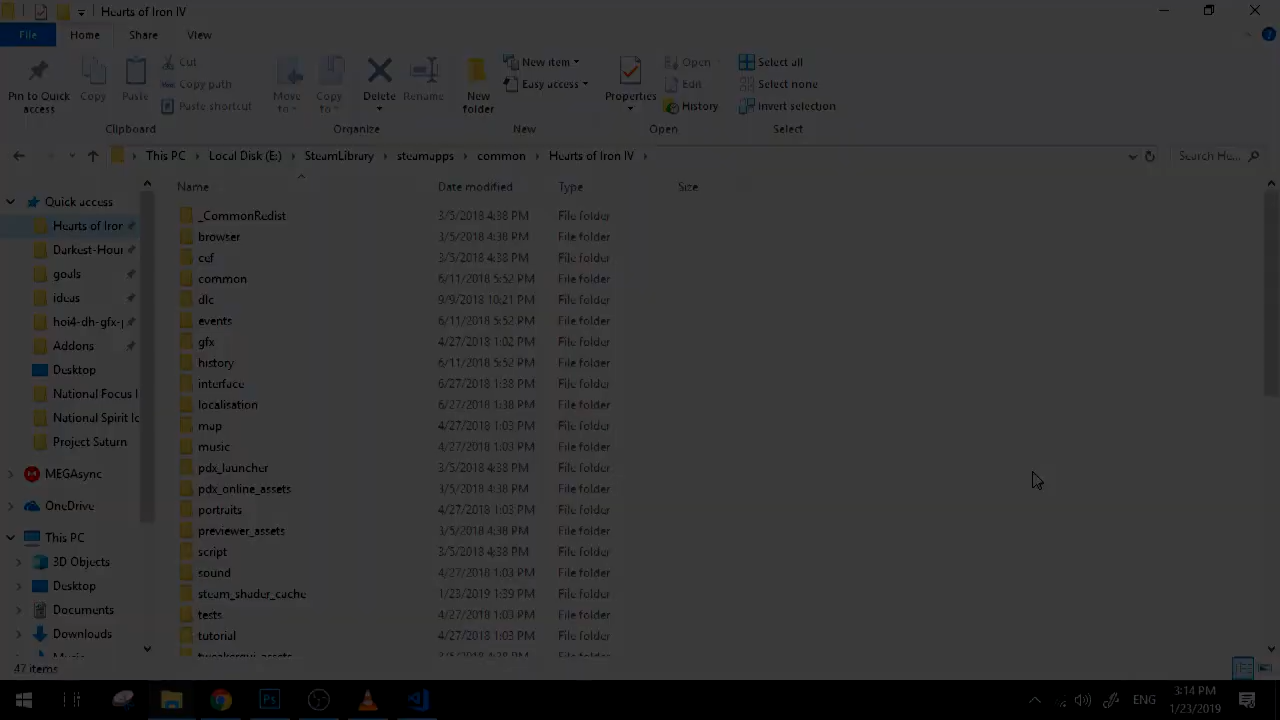 Hearts of Iron IV
File Home Share View
Pin to Quick access
Copy
Paste
Cut
Copy path
Paste shortcut
Clipboard
Move to
Copy to
Delete
Rename
Organize
New folder
New item
Easy access
New
Properties
Open
Edit
History
Open
Select all
Select none
Invert selection
Select
This PC > Local Disk (E:) > SteamLibrary > steamapps > common > Hearts of Iron IV >
Search He...
Quick access
Hearts of Iror
Darkest-Hour
goals
ideas
hoi4-dh-gfx-p
Addons
Desktop
National Focus I
National Spirit Ic
Project Saturn
MEGAsync
OneDrive
This PC
3D Objects
Desktop
Documents
Downloads
Music
Name Date modified Type Size
_CommonRedist 3/5/2018 4:38 PM File folder
browser 3/5/2018 4:38 PM File folder
cef 3/5/2018 4:38 PM File folder
common 6/11/2018 5:52 PM File folder
dlc 9/9/2018 10:21 PM File folder
events 6/11/2018 5:52 PM File folder
gfx 4/27/2018 1:02 PM File folder
history 6/11/2018 5:52 PM File folder
interface 6/27/2018 1:38 PM File folder
localisation 6/27/2018 1:38 PM File folder
map 4/27/2018 1:03 PM File folder
music 4/27/2018 1:03 PM File folder
pdx_launcher 3/5/2018 4:38 PM File folder
pdx_online_assets 3/5/2018 4:38 PM File folder
portraits 4/27/2018 1:03 PM File folder
previewer_assets 3/5/2018 4:38 PM File folder
script 3/5/2018 4:38 PM File folder
sound 4/27/2018 1:03 PM File folder
steam_shader_cache 1/23/2019 1:39 PM File folder
tests 4/27/2018 1:03 PM File folder
tutorial 4/27/2018 1:03 PM File folder
tweakergui_assets 3/5/2018 4:38 PM File folder
47 items
ENG
3:14 PM
1/23/2019